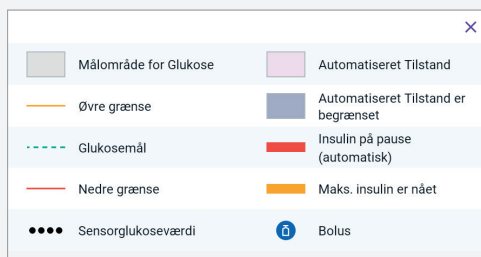 Målområde for Glukose
Automatiseret Tilstand
Øvre grænse
Automatiseret Tilstand er
begrænset
Glukosemål
Insulin på pause
(automatisk)
Nedre grænse
Maks. insulin er nået
Sensorglukoseværdi
Bolus